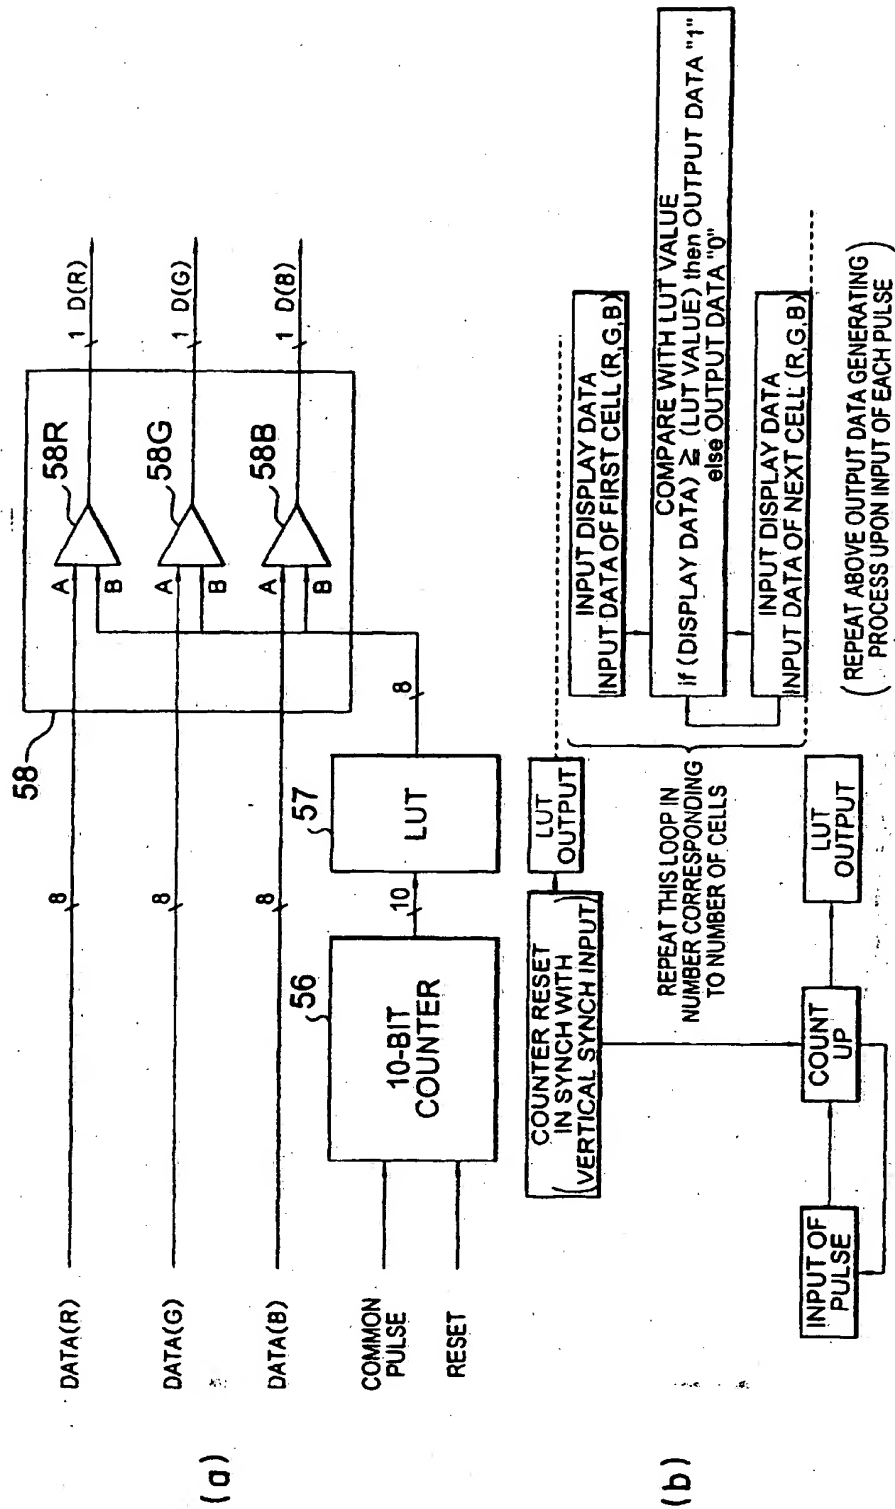 (a)
DATA(R)
DATA(G)
DATA(B)
COMMON
PULSE
RESET
8
8
8
56
10-BIT
COUNTER
10
57
LUT
8
58
A
B
58R
A
B
58G
A
B
58B
1 D(R)
1 D(G)
1 D(B)
(b)
COUNTER RESET
IN SYNCH WITH
(VERTICAL SYNCH INPUT)
LUT
OUTPUT
INPUT DISPLAY DATA
INPUT DATA OF FIRST CELL (R,G,B)
COMPARE WITH LUT VALUE
if (DISPLAY DATA) ≧ (LUT VALUE) then OUTPUT DATA "1"
else OUTPUT DATA "0"
INPUT DISPLAY DATA
INPUT DATA OF NEXT CELL (R,G,B)
REPEAT THIS LOOP IN
NUMBER CORRESPONDING
TO NUMBER OF CELLS
INPUT OF
PULSE
COUNT
UP
LUT
OUTPUT
(REPEAT ABOVE OUTPUT DATA GENERATING
PROCESS UPON INPUT OF EACH PULSE)